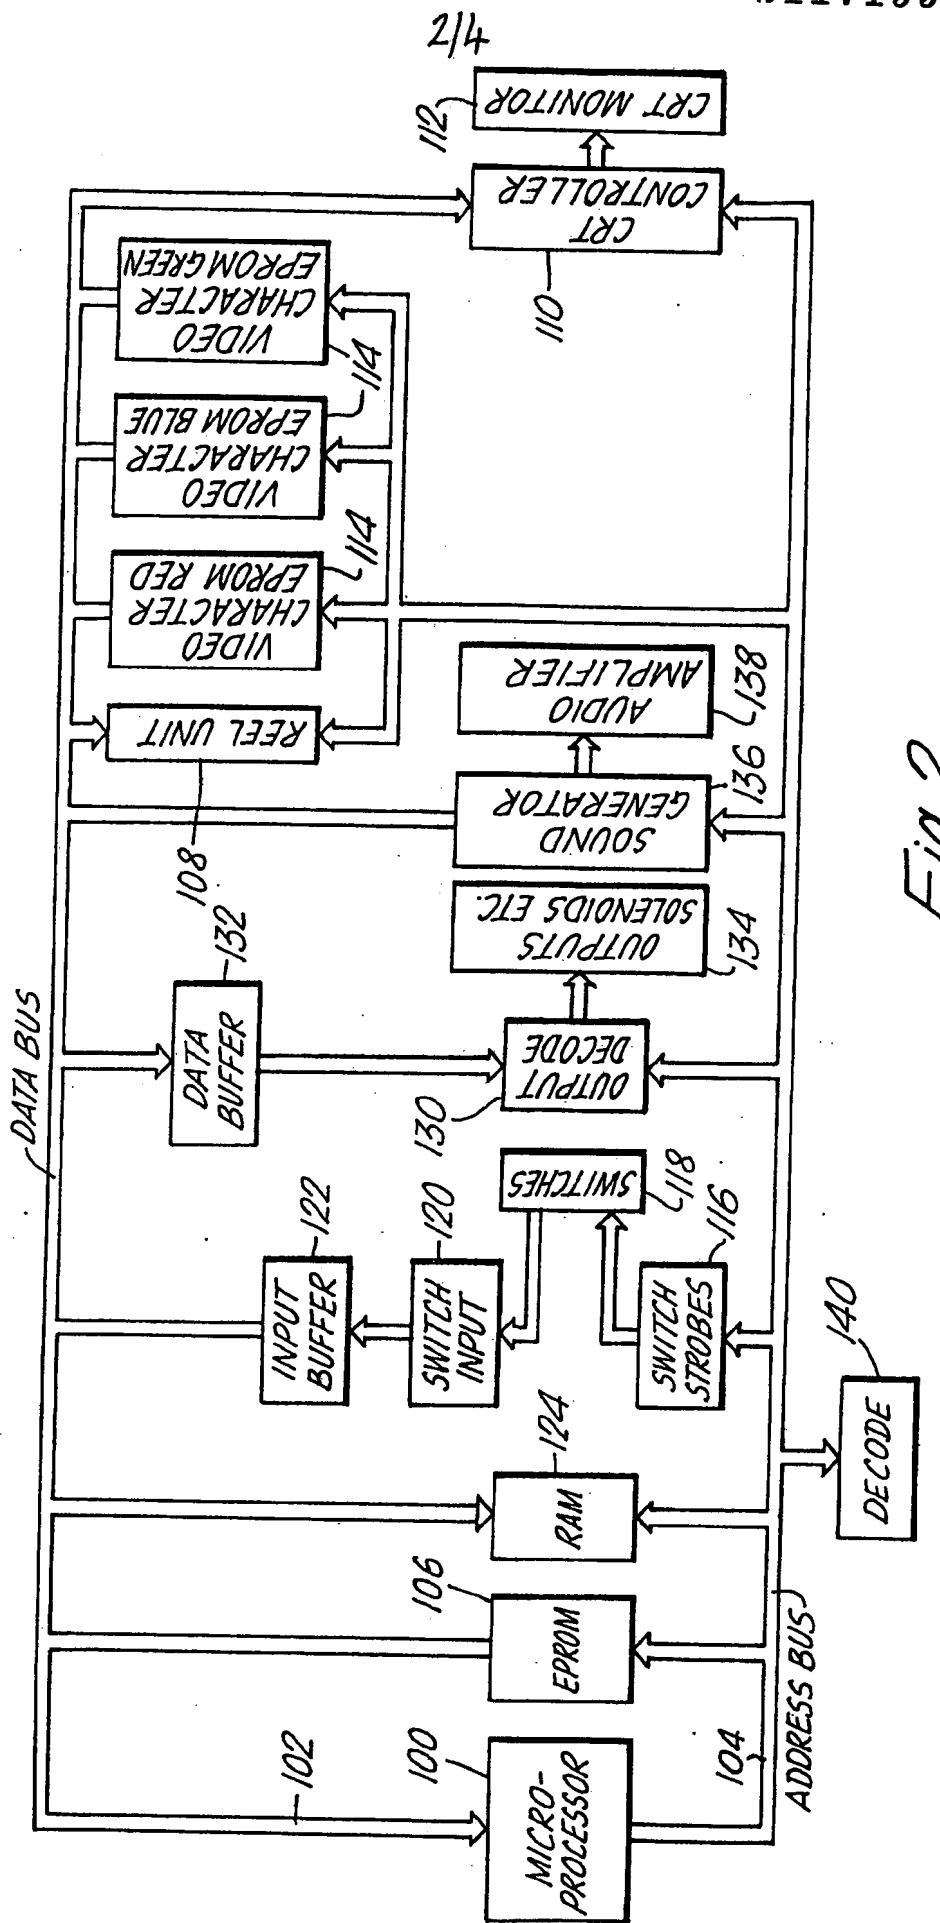 2/4
DATA BUS
102
100
MICRO-
PROCESSOR
104
ADDRESS BUS
106
EPROM
124
RAM
DECODE
140
122
INPUT
BUFFER
120
SWITCH
INPUT
SWITCHES
118
116
SWITCH
STROBES
132
DATA
BUFFER
130
OUTPUT
DECODE
OUTPUTS
SOLENOIDS ETC.
134
SOUND
GENERATOR
136
AUDIO
AMPLIFIER
138
108
REEL UNIT
VIDEO
CHARACTER
EPROM RED
114
VIDEO
CHARACTER
EPROM BLUE
114
VIDEO
CHARACTER
EPROM GREEN
110
CRT
CONTROLLER
112
CRT MONITOR